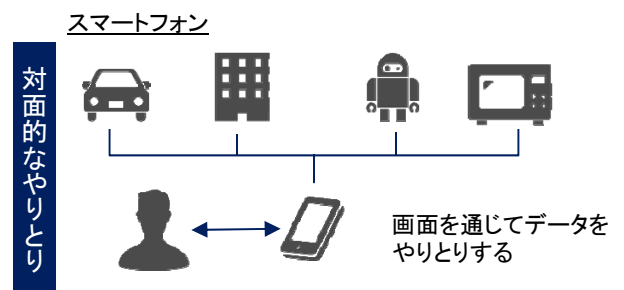 スマートフォン
対面的なやりとり
画面を通じてデータを
やりとりする